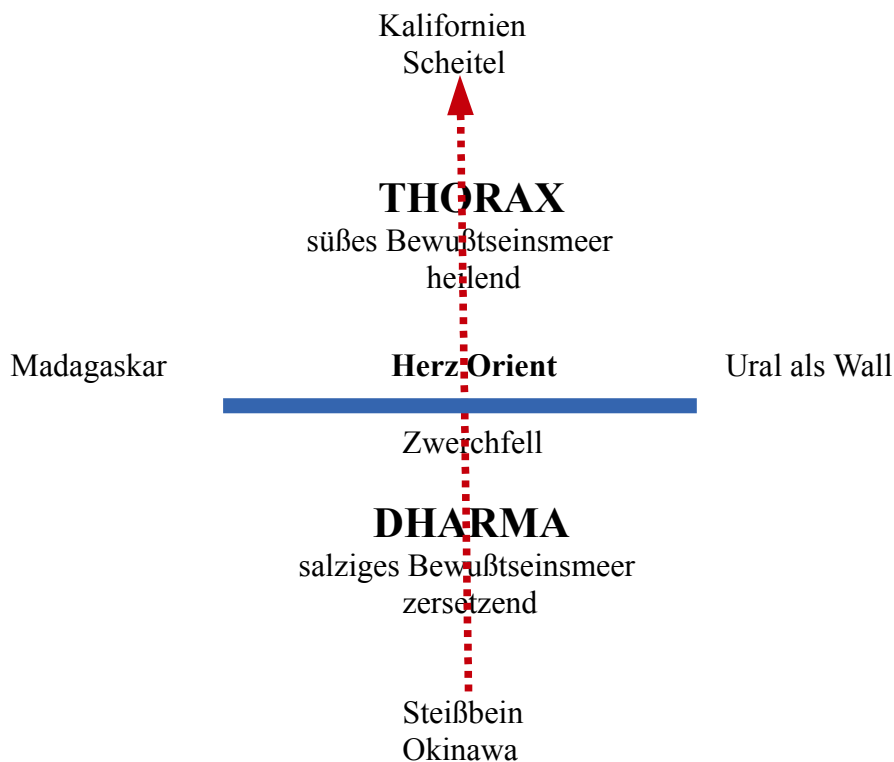 Kalifornien
Scheitel
THORAX
süßes Bewußtseinsmeer
heilend
Madagaskar Herz Orient Ural als Wall
Zwerchfell
DHARMA
salziges Bewußtseinsmeer
zersetzend
Steißbein
Okinawa